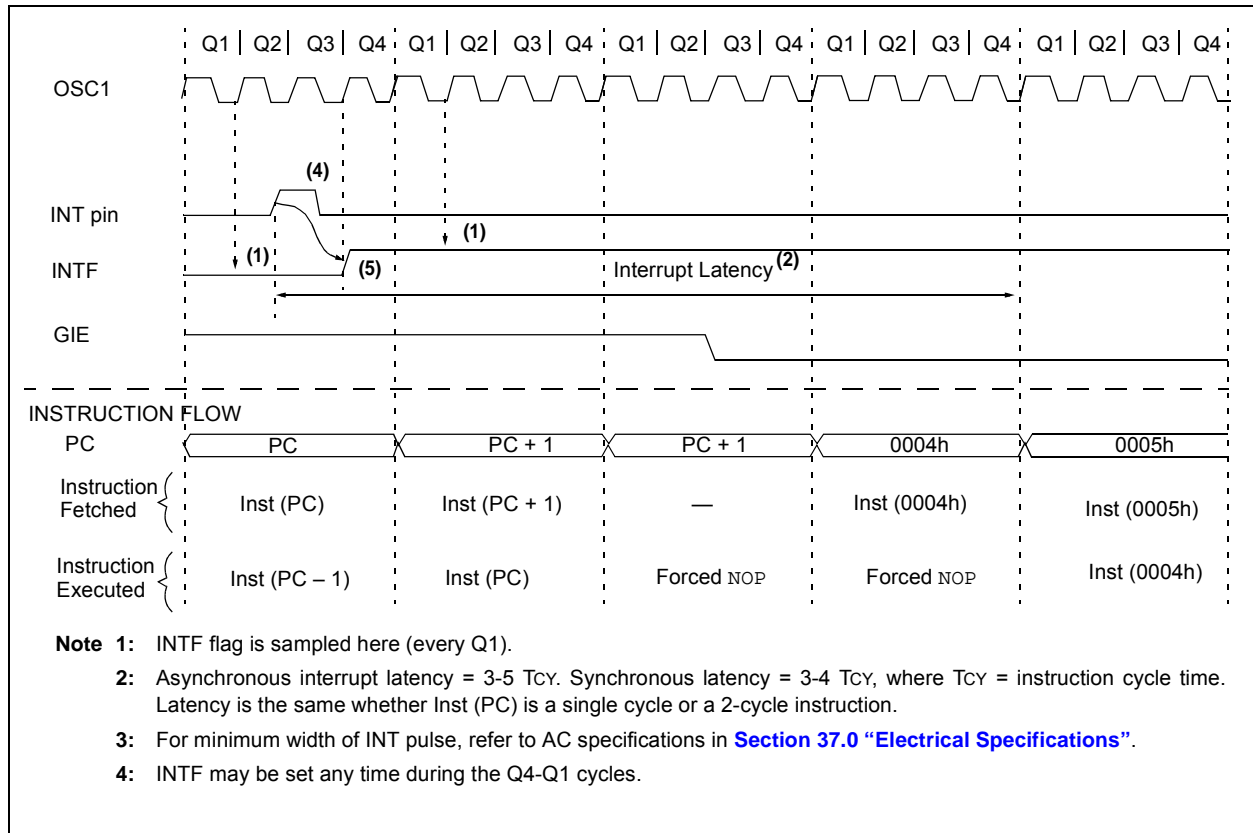 Q1 | Q2 | Q3 | Q4 Q1 | Q2 | Q3 | Q4 Q1 | Q2 | Q3 | Q4 Q1 | Q2 | Q3 | Q4 Q1 | Q2 | Q3 | Q4
OSC1
(4)
INT pin
(1) (1)
INTF (5) Interrupt Latency(2)
GIE
INSTRUCTION FLOW
PC PC PC + 1 PC + 1 0004h 0005h
Instruction
Fetched Inst (PC) Inst (PC + 1) — Inst (0004h) Inst (0005h)
Instruction
Executed Inst (PC – 1) Inst (PC) Forced NOP Forced NOP Inst (0004h)
Note 1: INTF flag is sampled here (every Q1).
2: Asynchronous interrupt latency = 3-5 TCY. Synchronous latency = 3-4 TCY, where TCY = instruction cycle time.
Latency is the same whether Inst (PC) is a single cycle or a 2-cycle instruction.
3: For minimum width of INT pulse, refer to AC specifications in Section 37.0 “Electrical Specifications”.
4: INTF may be set any time during the Q4-Q1 cycles.